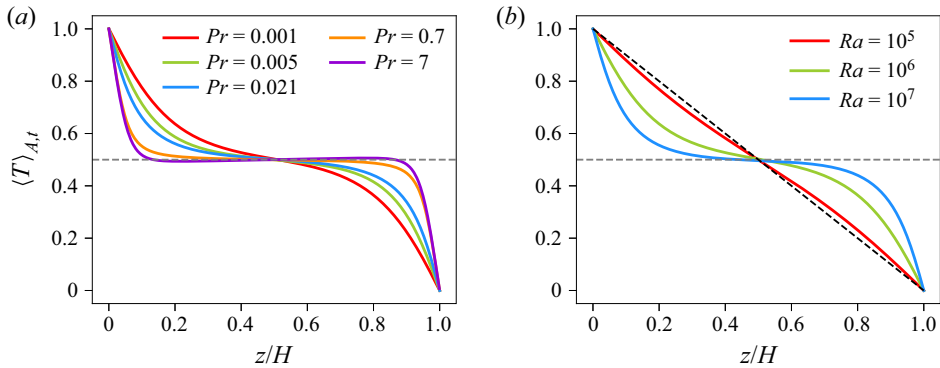 (a)
1.0
0.8
0.6
0.4
0.2
0
⟨T⟩A,t
Pr = 0.001
Pr = 0.005
Pr = 0.021
Pr = 0.7
Pr = 7
0 0.2 0.4 0.6 0.8 1.0
z/H
(b)
1.0
0.8
0.6
0.4
0.2
0
Ra = 10⁵
Ra = 10⁶
Ra = 10⁷
0 0.2 0.4 0.6 0.8 1.0
z/H